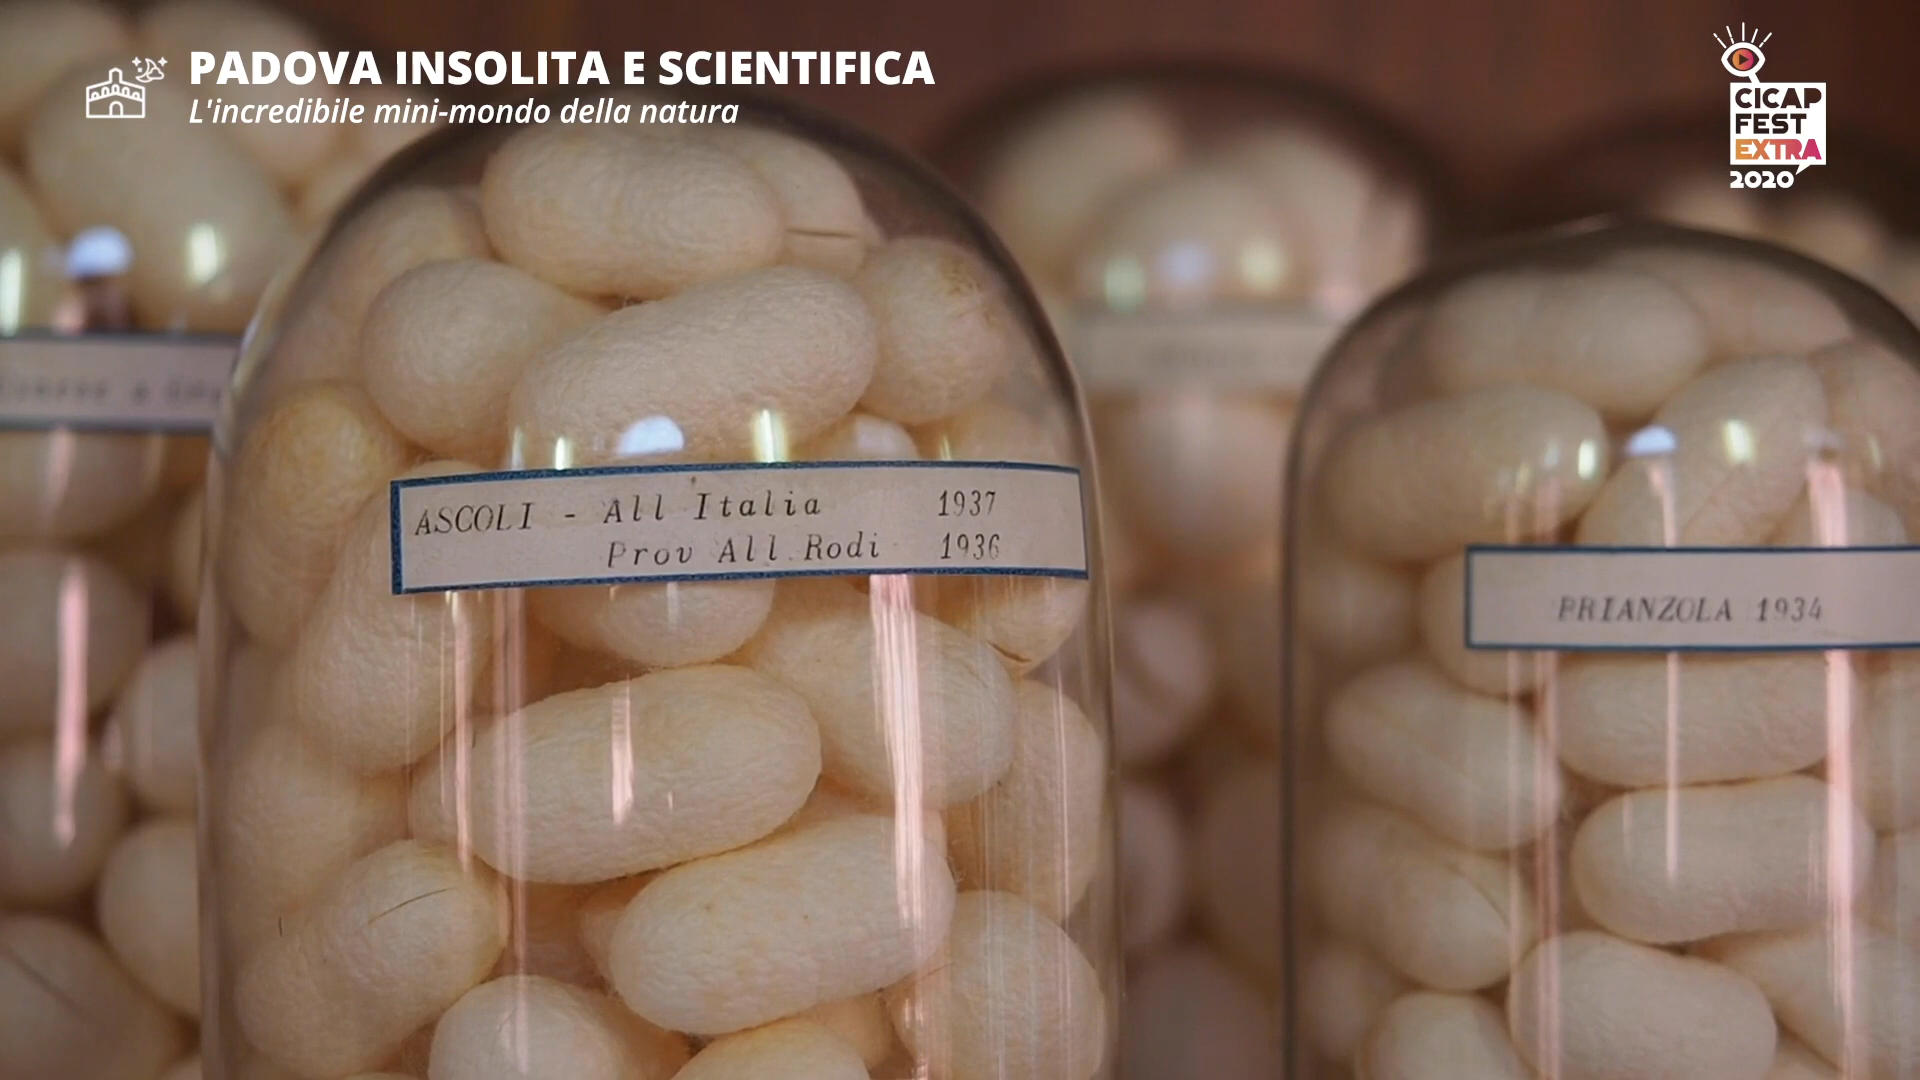 PADOVA INSOLITA E SCIENTIFICA
L'incredibile mini-mondo della natura
CICAP
FEST
EXTRA
2020
ASCOLI - All Italia 1937
Prov All Rodi 1936
BRIANZOLA 1934